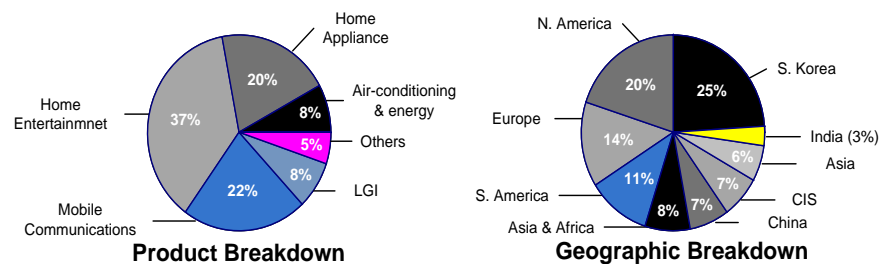 Home
Appliance
20%
Air-conditioning
& energy
8%
Others
5%
LGI
8%
Mobile
Communications
22%
Home
Entertainmnet
37%
Product Breakdown
N. America
20%
S. Korea
25%
India (3%)
Asia
6%
CIS
7%
China
7%
Asia & Africa
8%
S. America
11%
Europe
14%
Geographic Breakdown